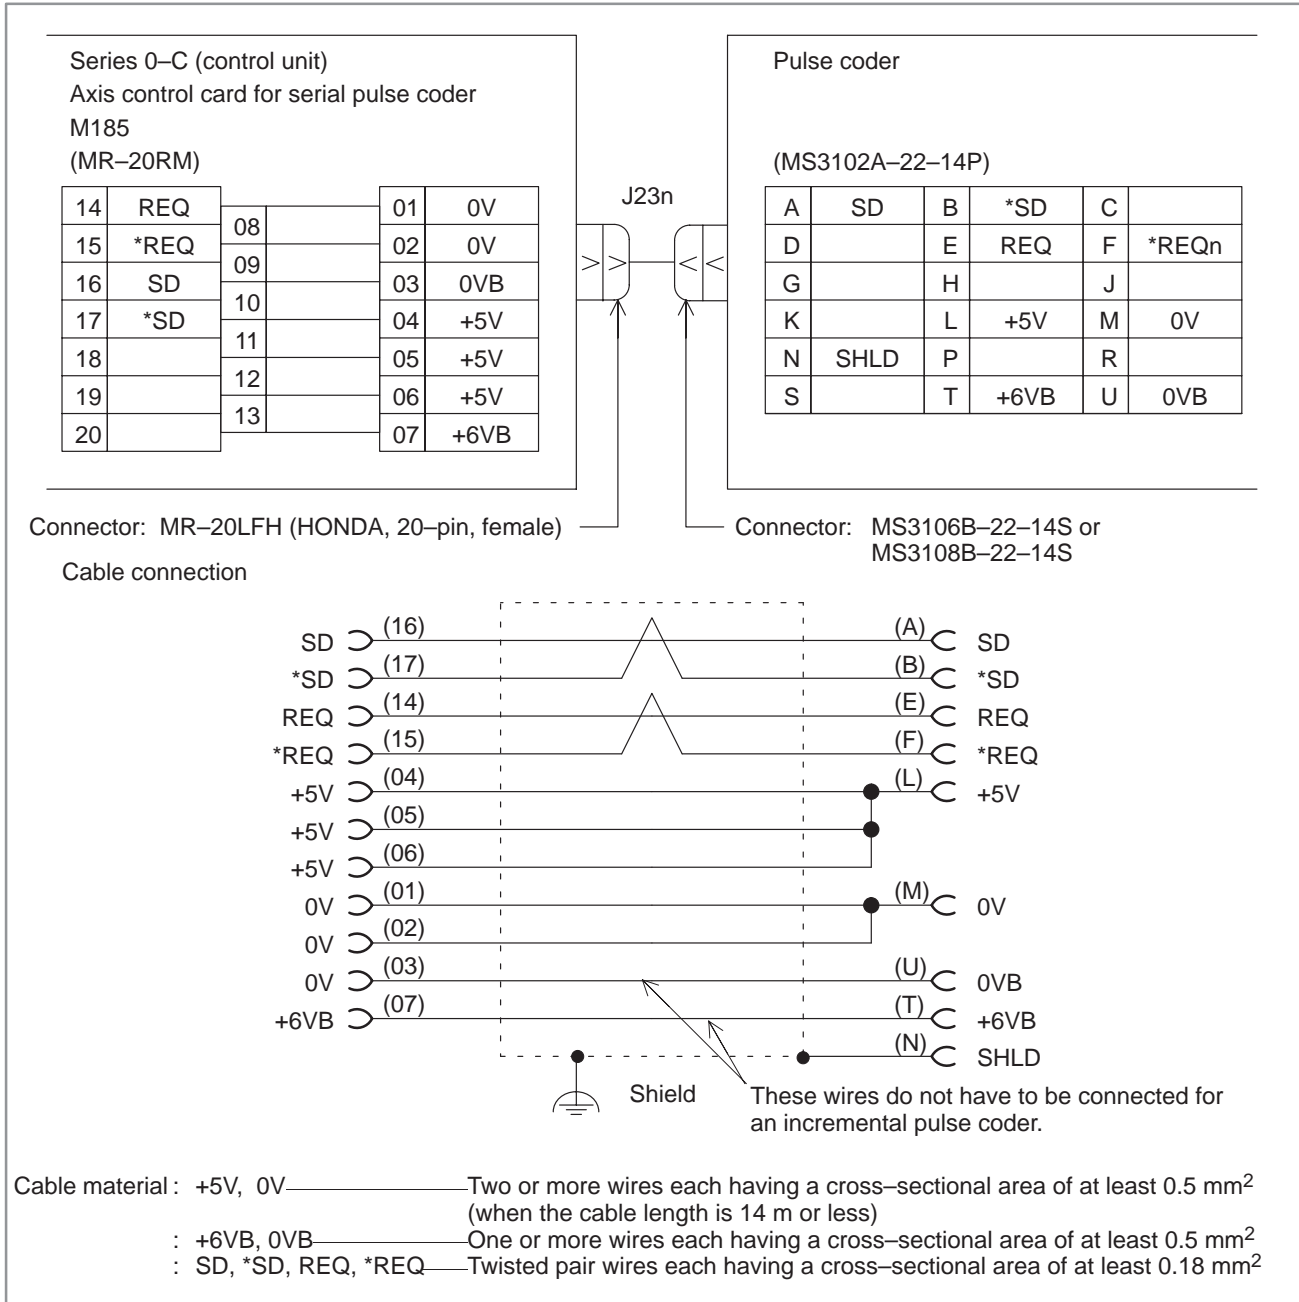 Series 0–C (control unit)
Axis control card for serial pulse coder
M185
(MR–20RM)
14 REQ
15 *REQ
16 SD
17 *SD
18
19
20
08
09
10
11
12
13
01 0V
02 0V
03 0VB
04 +5V
05 +5V
06 +5V
07 +6VB
J23n
Pulse coder
(MS3102A–22–14P)
A SD B *SD C
D E REQ F *REQn
G H J
K L +5V M 0V
N SHLD P R
S T +6VB U 0VB
Connector: MR–20LFH (HONDA, 20–pin, female)
Connector: MS3106B–22–14S or
MS3108B–22–14S
Cable connection
SD (16) (A) SD
*SD (17) (B) *SD
REQ (14) (E) REQ
*REQ (15) (F) *REQ
+5V (04) (L) +5V
+5V (05)
+5V (06)
0V (01) (M) 0V
0V (02)
0V (03) (U) 0VB
+6VB (07) (T) +6VB
(N) SHLD
Shield
These wires do not have to be connected for
an incremental pulse coder.
Cable material : +5V, 0V Two or more wires each having a cross–sectional area of at least 0.5 mm2
(when the cable length is 14 m or less)
: +6VB, 0VB One or more wires each having a cross–sectional area of at least 0.5 mm2
: SD, *SD, REQ, *REQ Twisted pair wires each having a cross–sectional area of at least 0.18 mm2